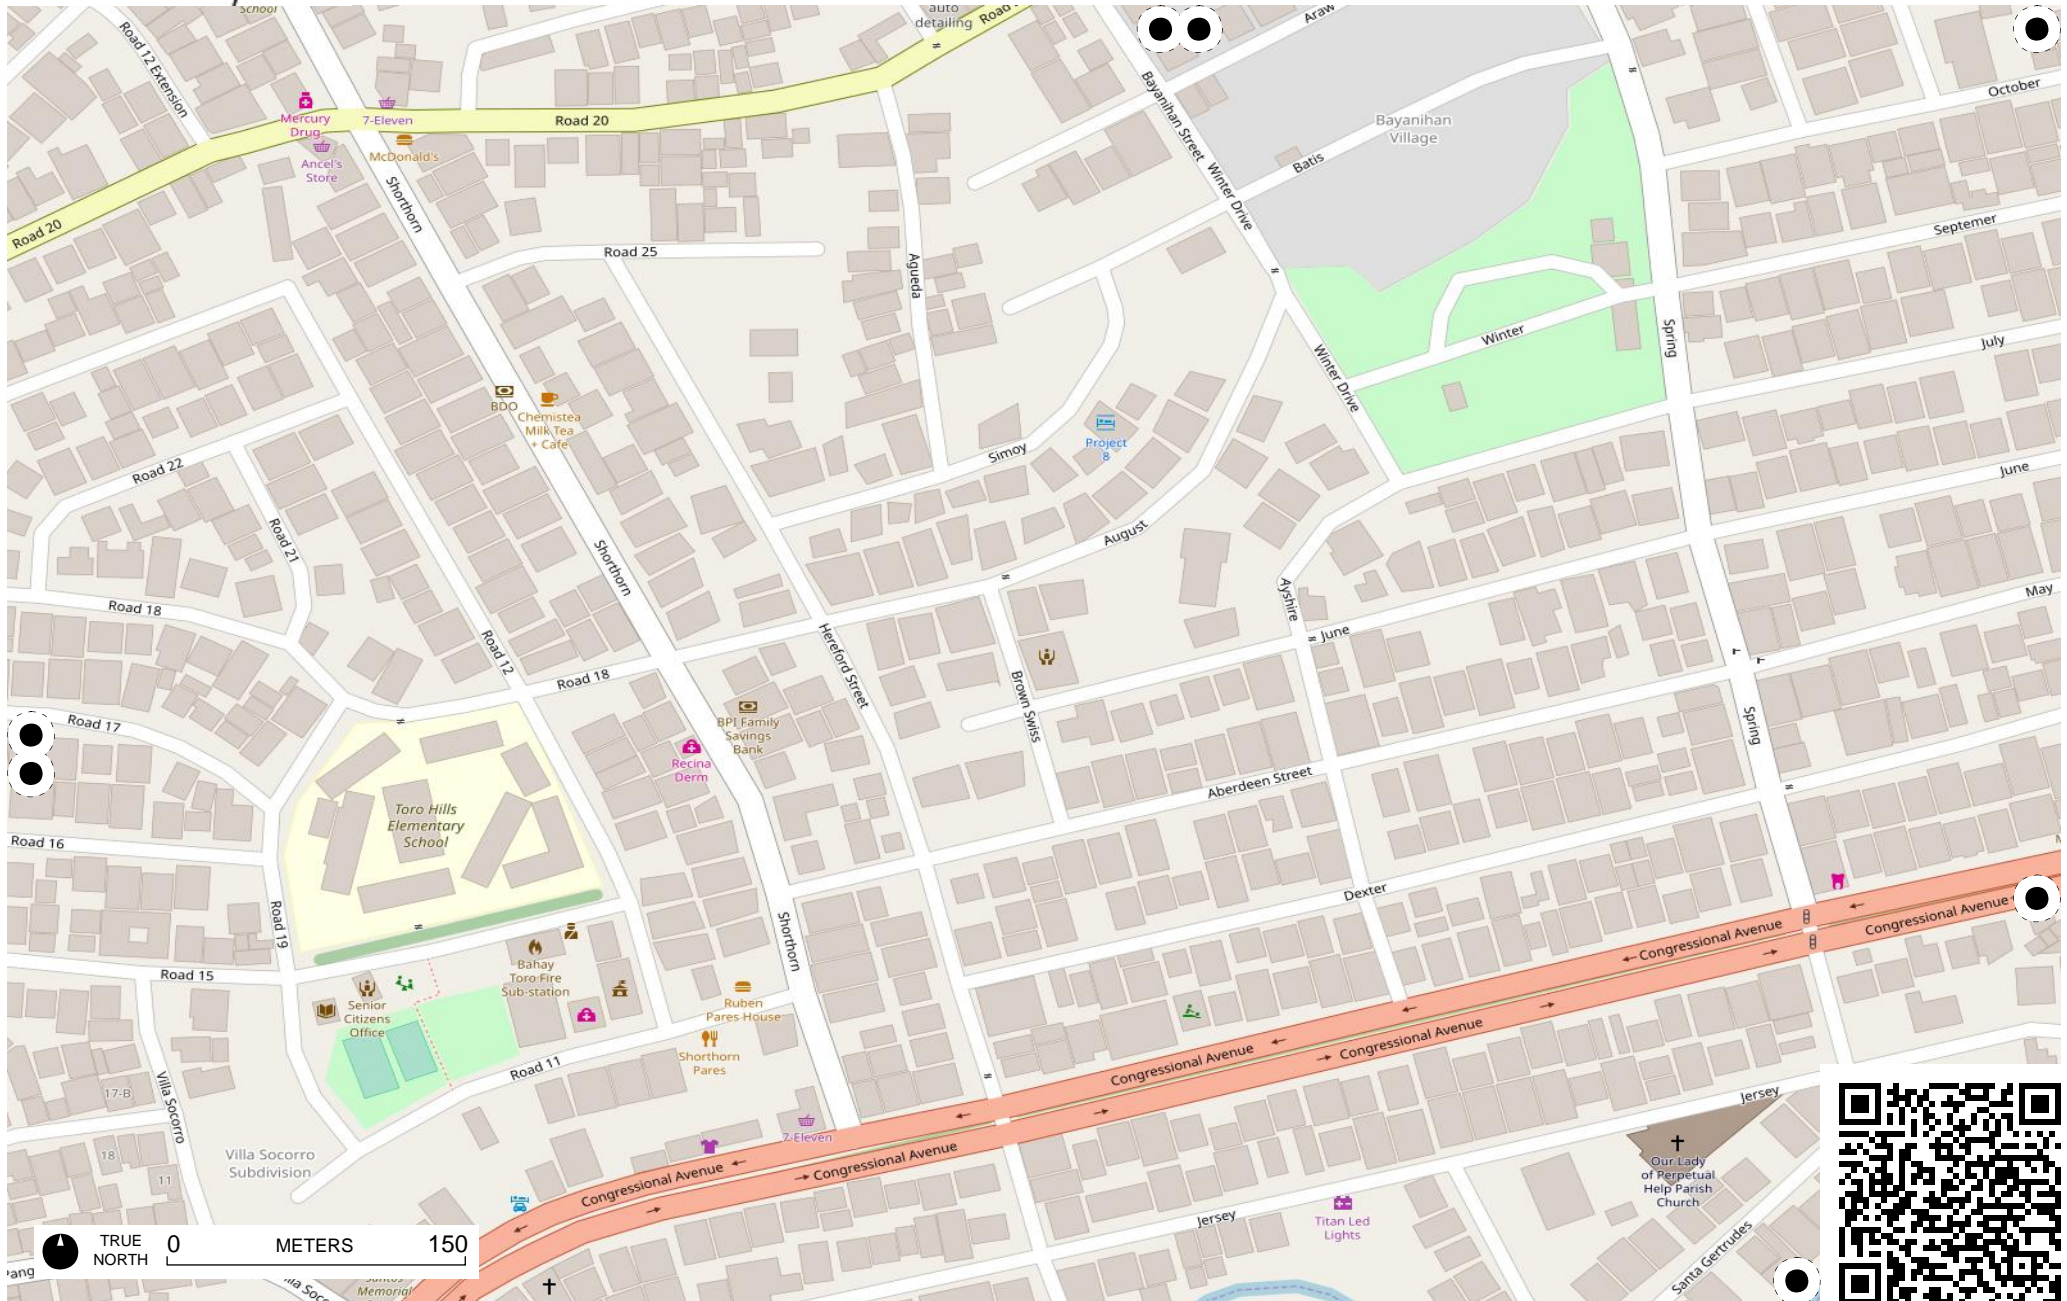 School
auto
detailing
Road
Araw
Road 12 Extension
Bayanihan Street
October
Mercury
Drug
7-Eleven
Road 20
McDonald's
Bayanihan
Village
Ancel's
Store
Batis
Shorthorn
Winter Drive
Septemer
Road 20
Road 25
Agueda
Winter
Spring
July
Winter Drive
BDO
Chemistea
Milk Tea
+ Cafe
Project
8
Simoy
Road 22
June
Road 21
August
Shorthorn
Ayshire
May
Road 18
June
Road 12
Hereford Street
Road 18
Brown Swiss
Road 17
BPI Family
Savings
Bank
Spring
Recina
Derm
Aberdeen Street
Toro Hills
Elementary
School
Road 16
Dexter
Road 19
Shorthorn
Congressional Avenue
Congressional Avenue
Bahay
Toro Fire
Sub-station
Road 15
Senior
Citizens
Office
Ruben
Pares House
Congressional Avenue
Congressional Avenue
Shorthorn
Pares
Road 11
17-B
Villa Socorro
Jersey
7-Eleven
Congressional Avenue
Congressional Avenue
Villa Socorro
Subdivision
18
11
Our Lady
of Perpetual
Help Parish
Church
Jersey
Titan Led
Lights
Santa Gertrudes
TRUE
NORTH
0 METERS 150
Pang
Villa Soc
Santos
Memorial